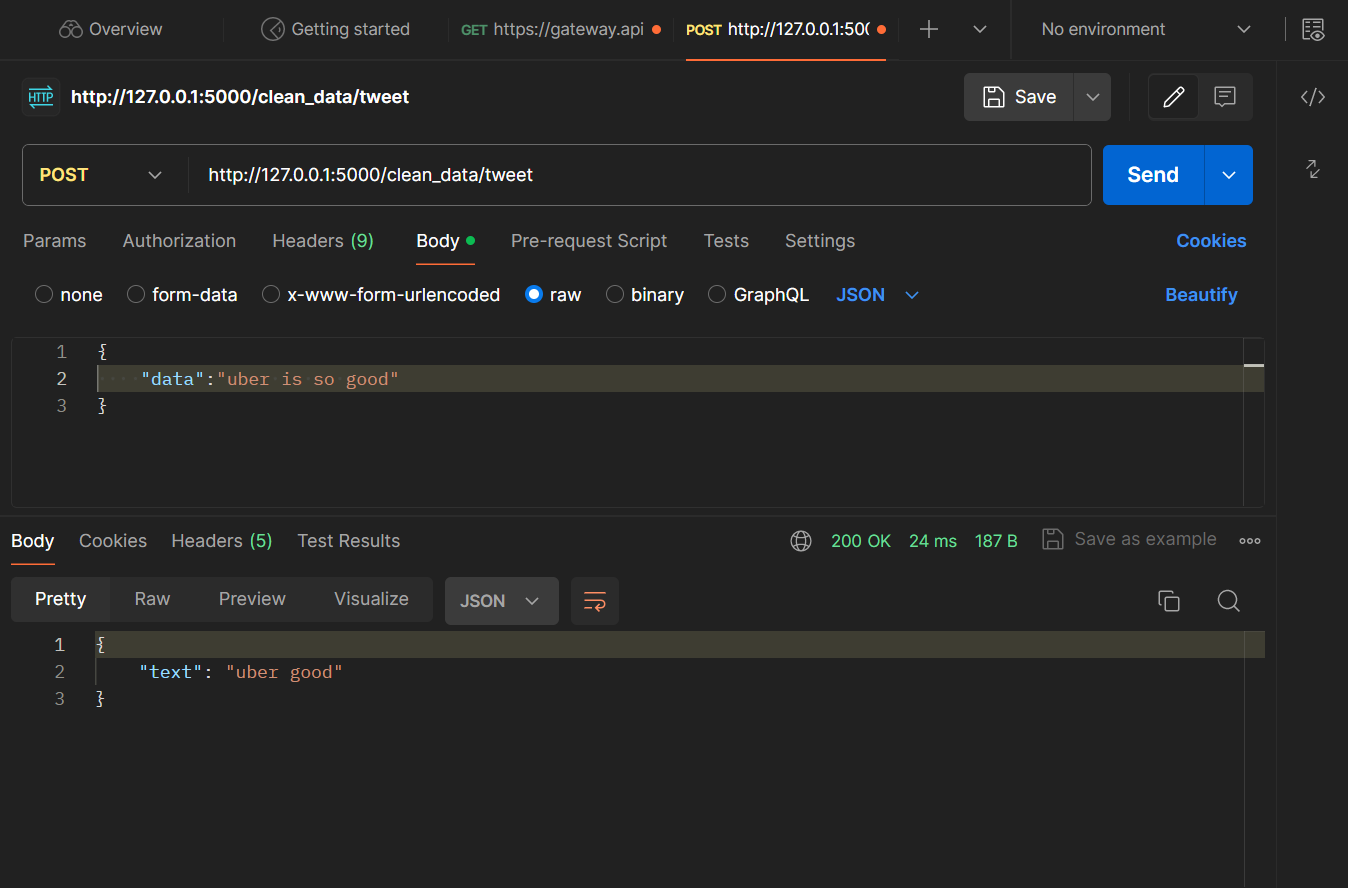 Overview Getting started GET https://gateway.api POST http://127.0.0.1:50 No environment
HTTP http://127.0.0.1:5000/clean_data/tweet Save
POST http://127.0.0.1:5000/clean_data/tweet Send
Params Authorization Headers (9) Body Pre-request Script Tests Settings Cookies
none form-data x-www-form-urlencoded raw binary GraphQL JSON Beautify
1 {
2 "data":"uber is so good"
3 }
Body Cookies Headers (5) Test Results 200 OK 24 ms 187 B Save as example
Pretty Raw Preview Visualize JSON
1 {
2 "text": "uber good"
3 }